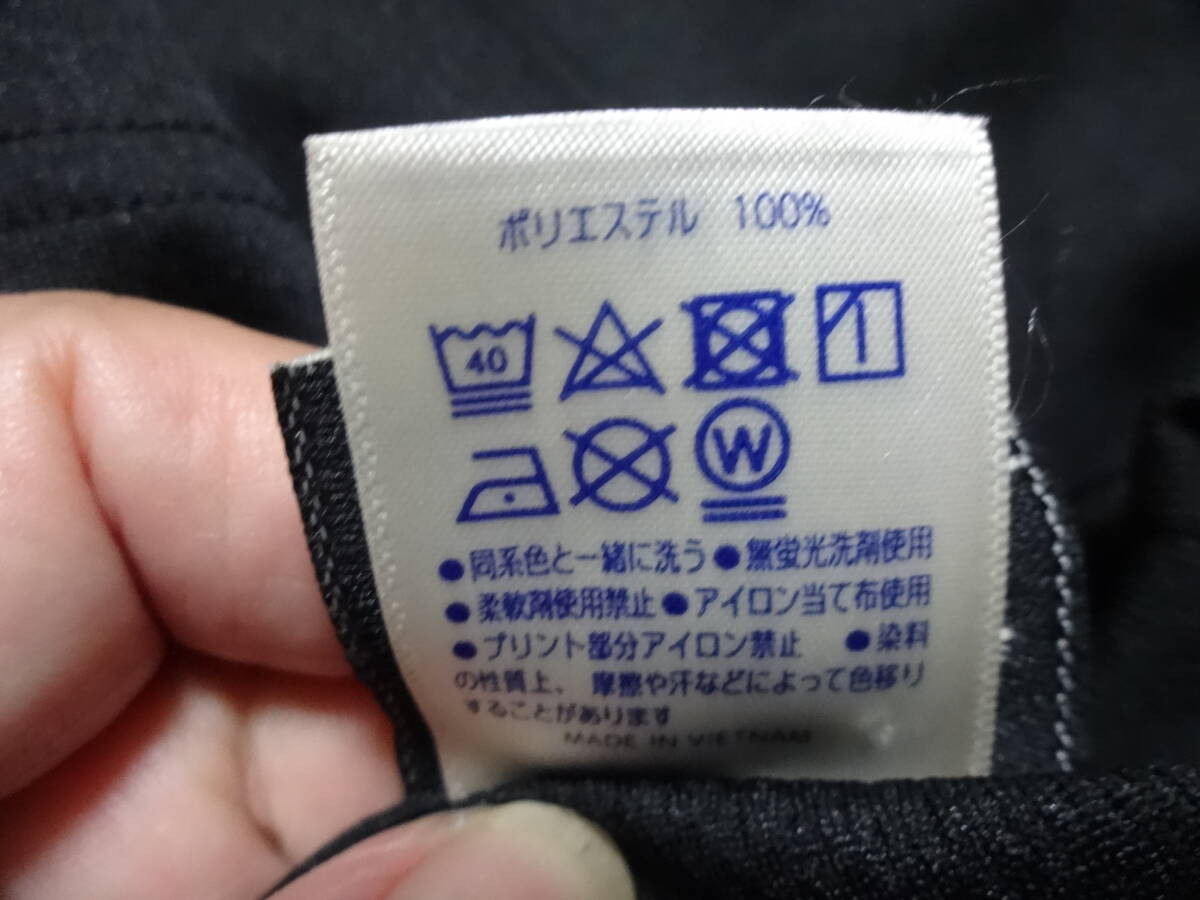 ポリエステル 100%
40
W
●同系色と一緒に洗う ●無蛍光洗剤使用
●柔軟剤使用禁止 ●アイロン当て布使用
●プリント部分アイロン禁止 ●染料
の性質上、摩擦や汗などによって色移り
することがあります
MADE IN VIETNAM